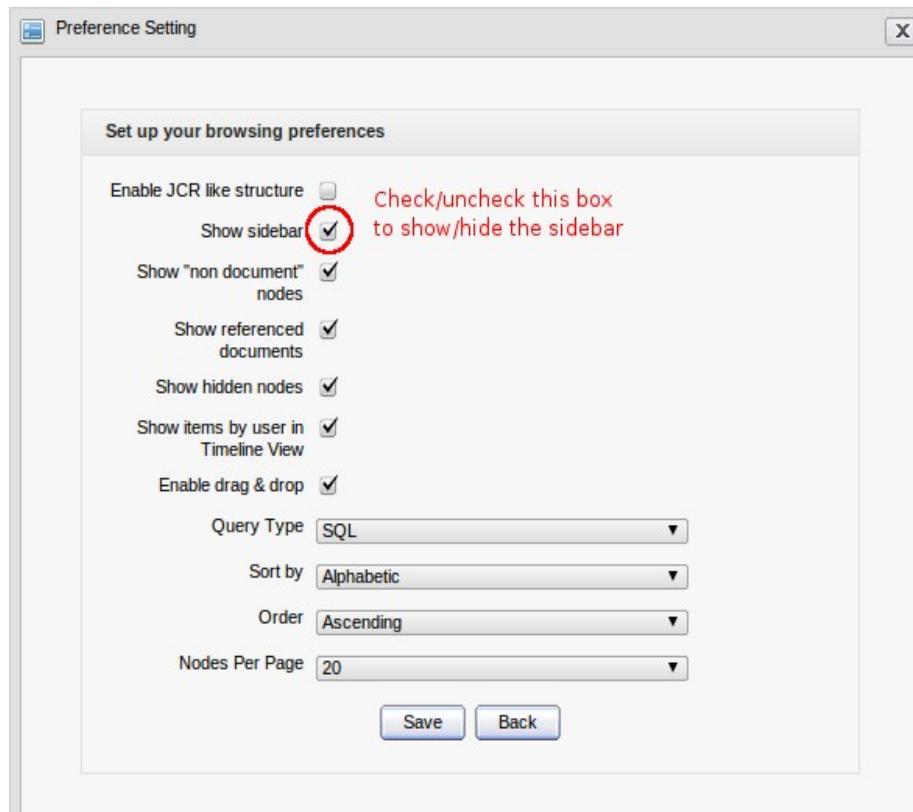 Preference Setting
X
Set up your browsing preferences
Enable JCR like structure
Check/uncheck this box
Show sidebar
to show/hide the sidebar
Show "non document"
nodes
Show referenced
documents
Show hidden nodes
Show items by user in
Timeline View
Enable drag & drop
Query Type SQL
Sort by Alphabetic
Order Ascending
Nodes Per Page 20
Save Back